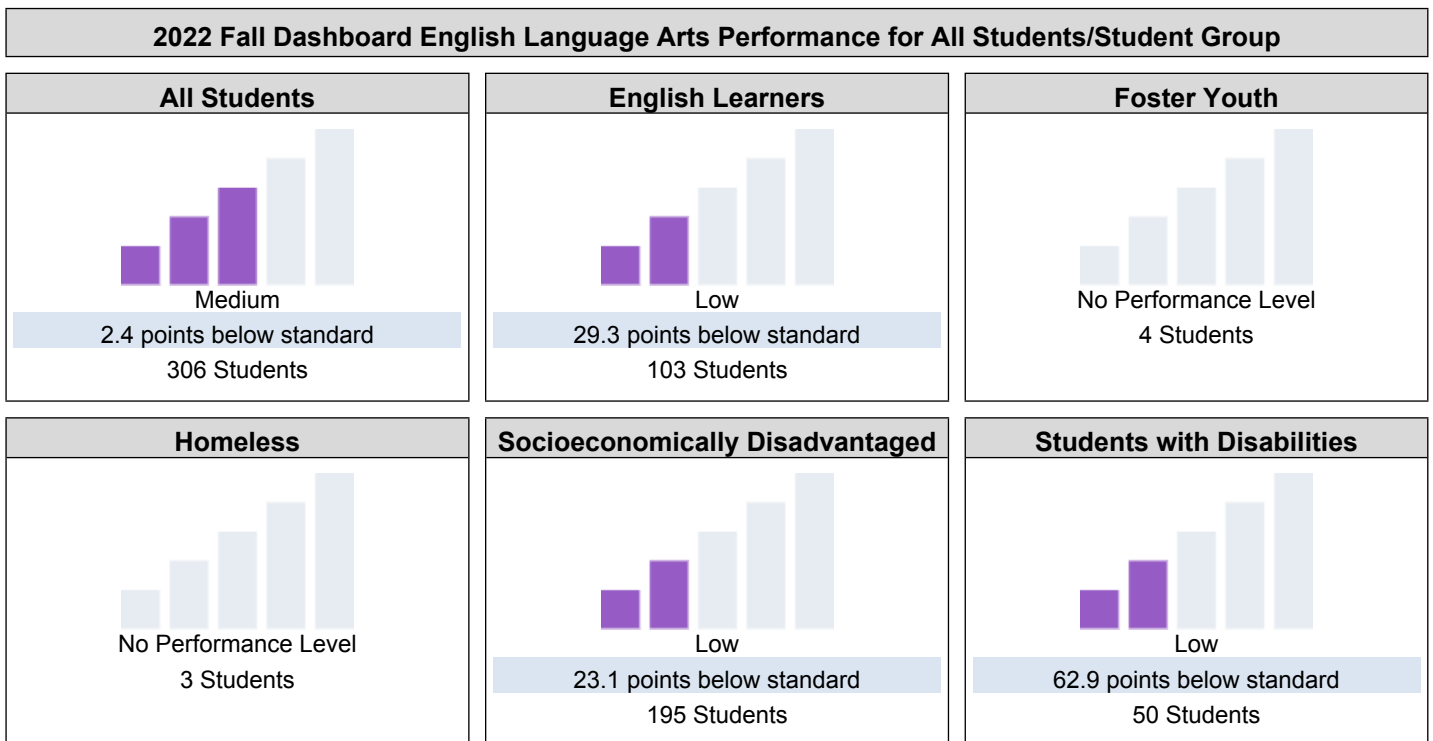 2022 Fall Dashboard English Language Arts Performance for All Students/Student Group
All Students
Medium
2.4 points below standard
306 Students
English Learners
Low
29.3 points below standard
103 Students
Foster Youth
No Performance Level
4 Students
Homeless
No Performance Level
3 Students
Socioeconomically Disadvantaged
Low
23.1 points below standard
195 Students
Students with Disabilities
Low
62.9 points below standard
50 Students